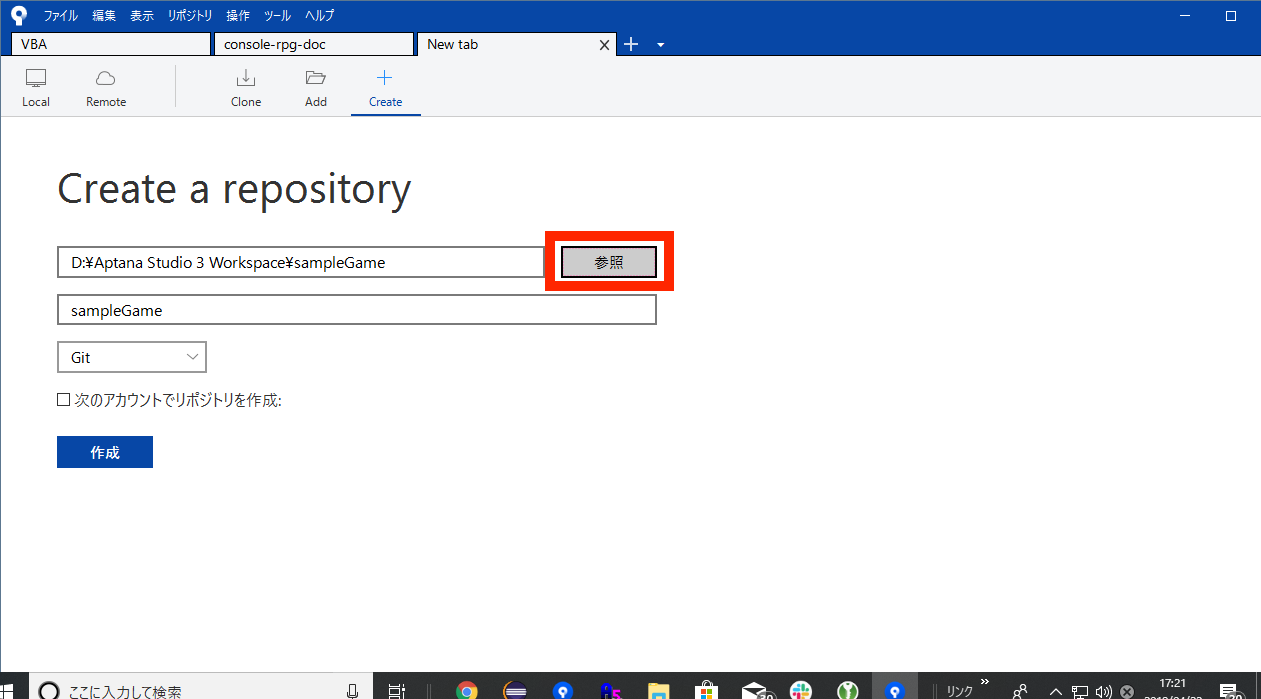 ファイル 編集 表示 リポジトリ 操作 ツール ヘルプ
VBA console-rpg-doc New tab
Local Remote Clone Add Create
Create a repository
D:¥Aptana Studio 3 Workspace¥sampleGame 参照
sampleGame
Git
次のアカウントでリポジトリを作成:
作成
ここに入力して検索 リンク 17:21